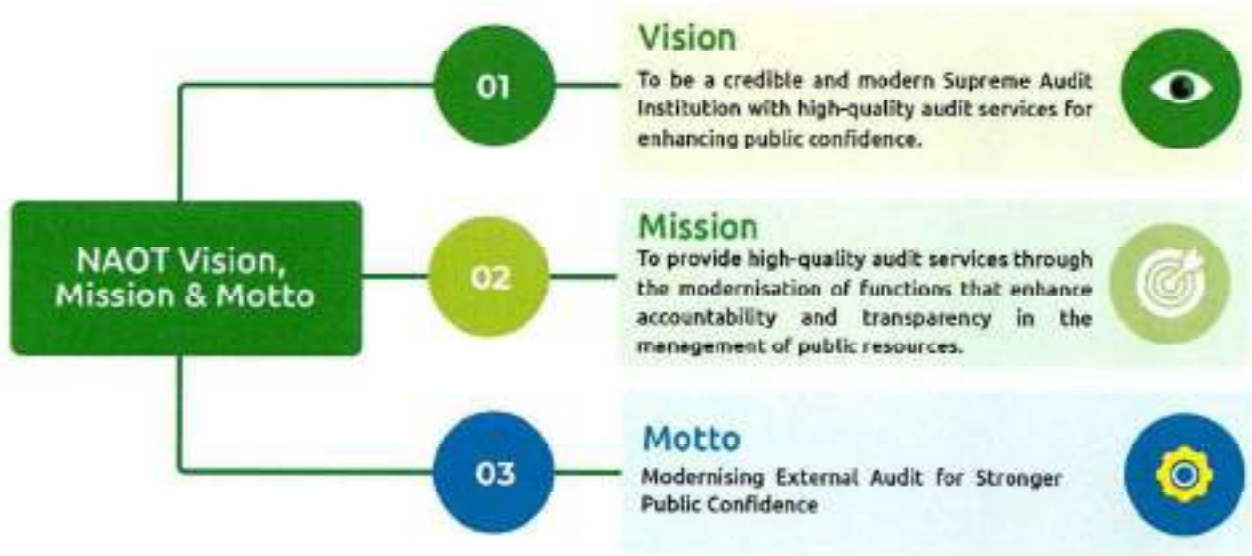 NAOT Vision,
Mission & Motto
01
Vision
To be a credible and modern Supreme Audit
Institution with high-quality audit services for
enhancing public confidence.
02
Mission
To provide high-quality audit services through
the modernisation of functions that enhance
accountability and transparency in the
management of public resources.
03
Motto
Modernising External Audit for Stronger
Public Confidence